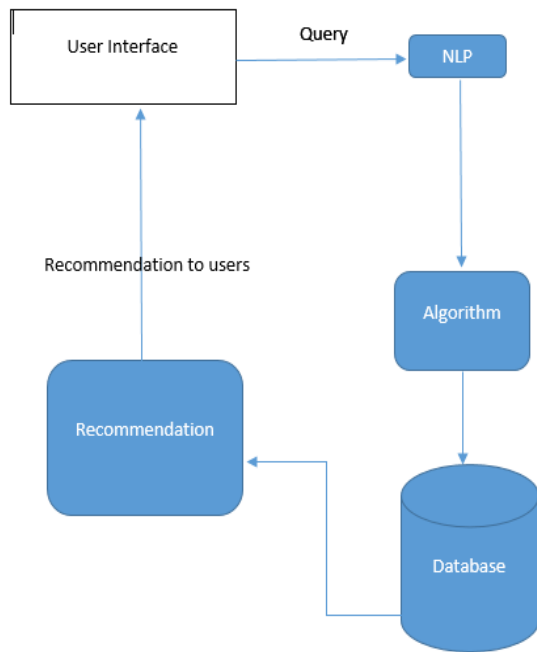 User Interface
Query
NLP
Recommendation to users
Algorithm
Recommendation
Database